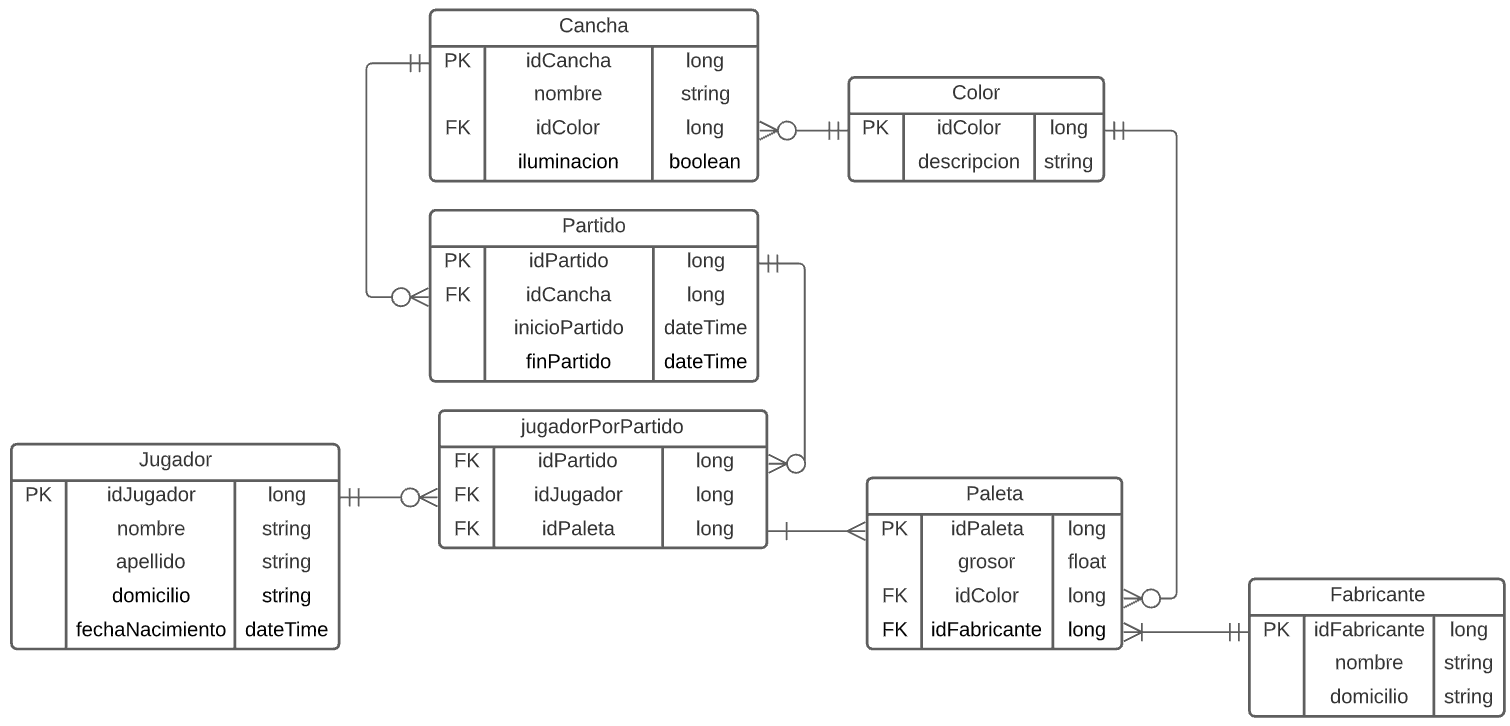 Cancha
PK idCancha long
nombre string
FK idColor long
iluminacion boolean
Color
PK idColor long
descripcion string
Partido
PK idPartido long
FK idCancha long
inicioPartido dateTime
finPartido dateTime
jugadorPorPartido
FK idPartido long
FK idJugador long
FK idPaleta long
Jugador
PK idJugador long
nombre string
apellido string
domicilio string
fechaNacimiento dateTime
Paleta
PK idPaleta long
grosor float
FK idColor long
FK idFabricante long
Fabricante
PK idFabricante long
nombre string
domicilio string